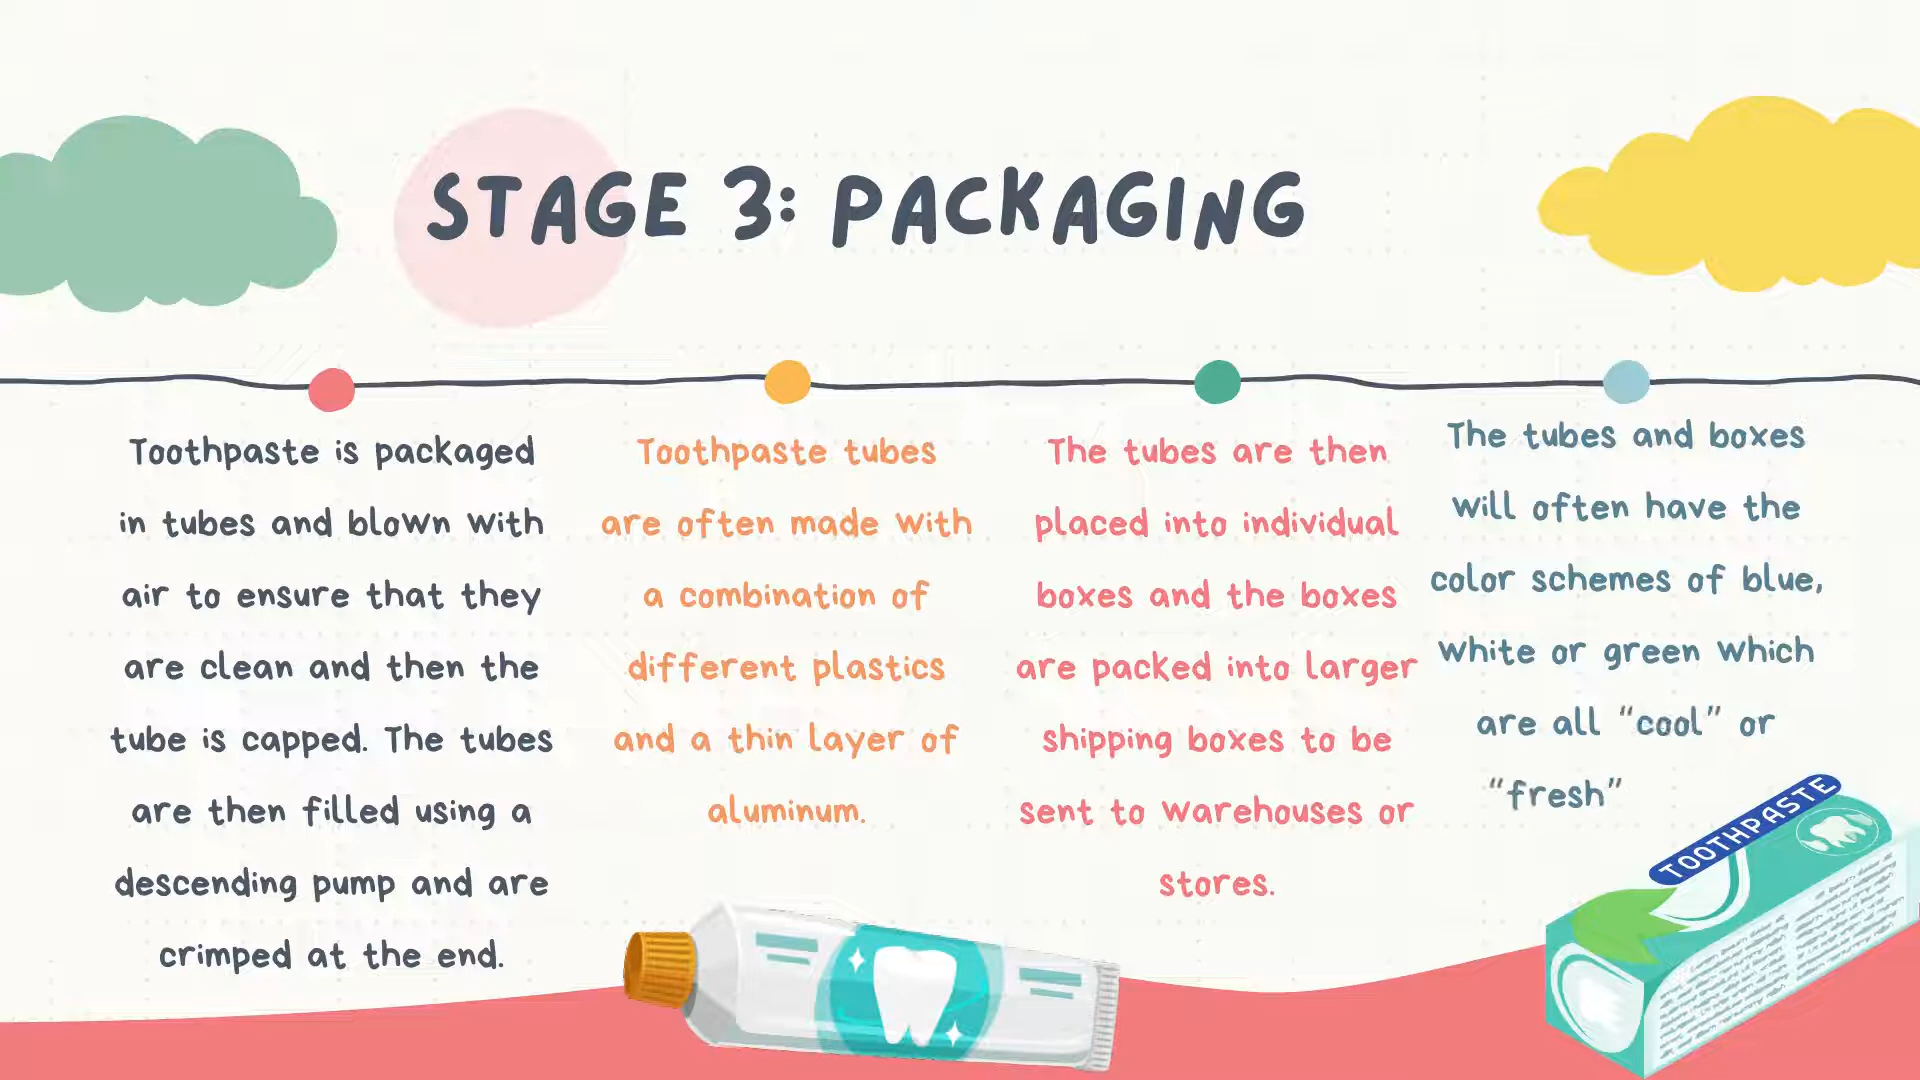 STAGE 3: PACKAGING
Toothpaste is packaged
in tubes and blown with
air to ensure that they
are clean and then the
tube is capped. The tubes
are then filled using a
descending pump and are
crimped at the end.
Toothpaste tubes
are often made with
a combination of
different plastics
and a thin layer of
aluminum.
The tubes are then
placed into individual
boxes and the boxes
are packed into larger
shipping boxes to be
sent to warehouses or
stores.
The tubes and boxes
will often have the
color schemes of blue,
white or green which
are all “cool” or
“fresh”
TOOTHPASTE